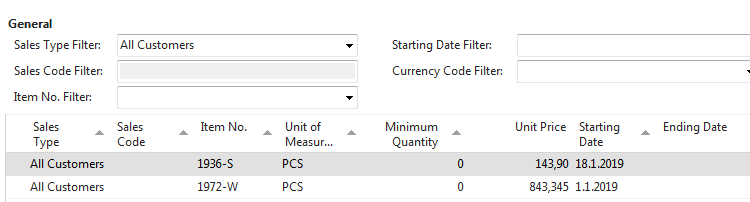 General
Sales Type Filter: All Customers Starting Date Filter:
Sales Code Filter: Currency Code Filter:
Item No. Filter:
Sales Type Sales Code Item No. Unit of Measur... Minimum Quantity Unit Price Starting Date Ending Date
All Customers 1936-S PCS 0 143,90 18.1.2019
All Customers 1972-W PCS 0 843,345 1.1.2019